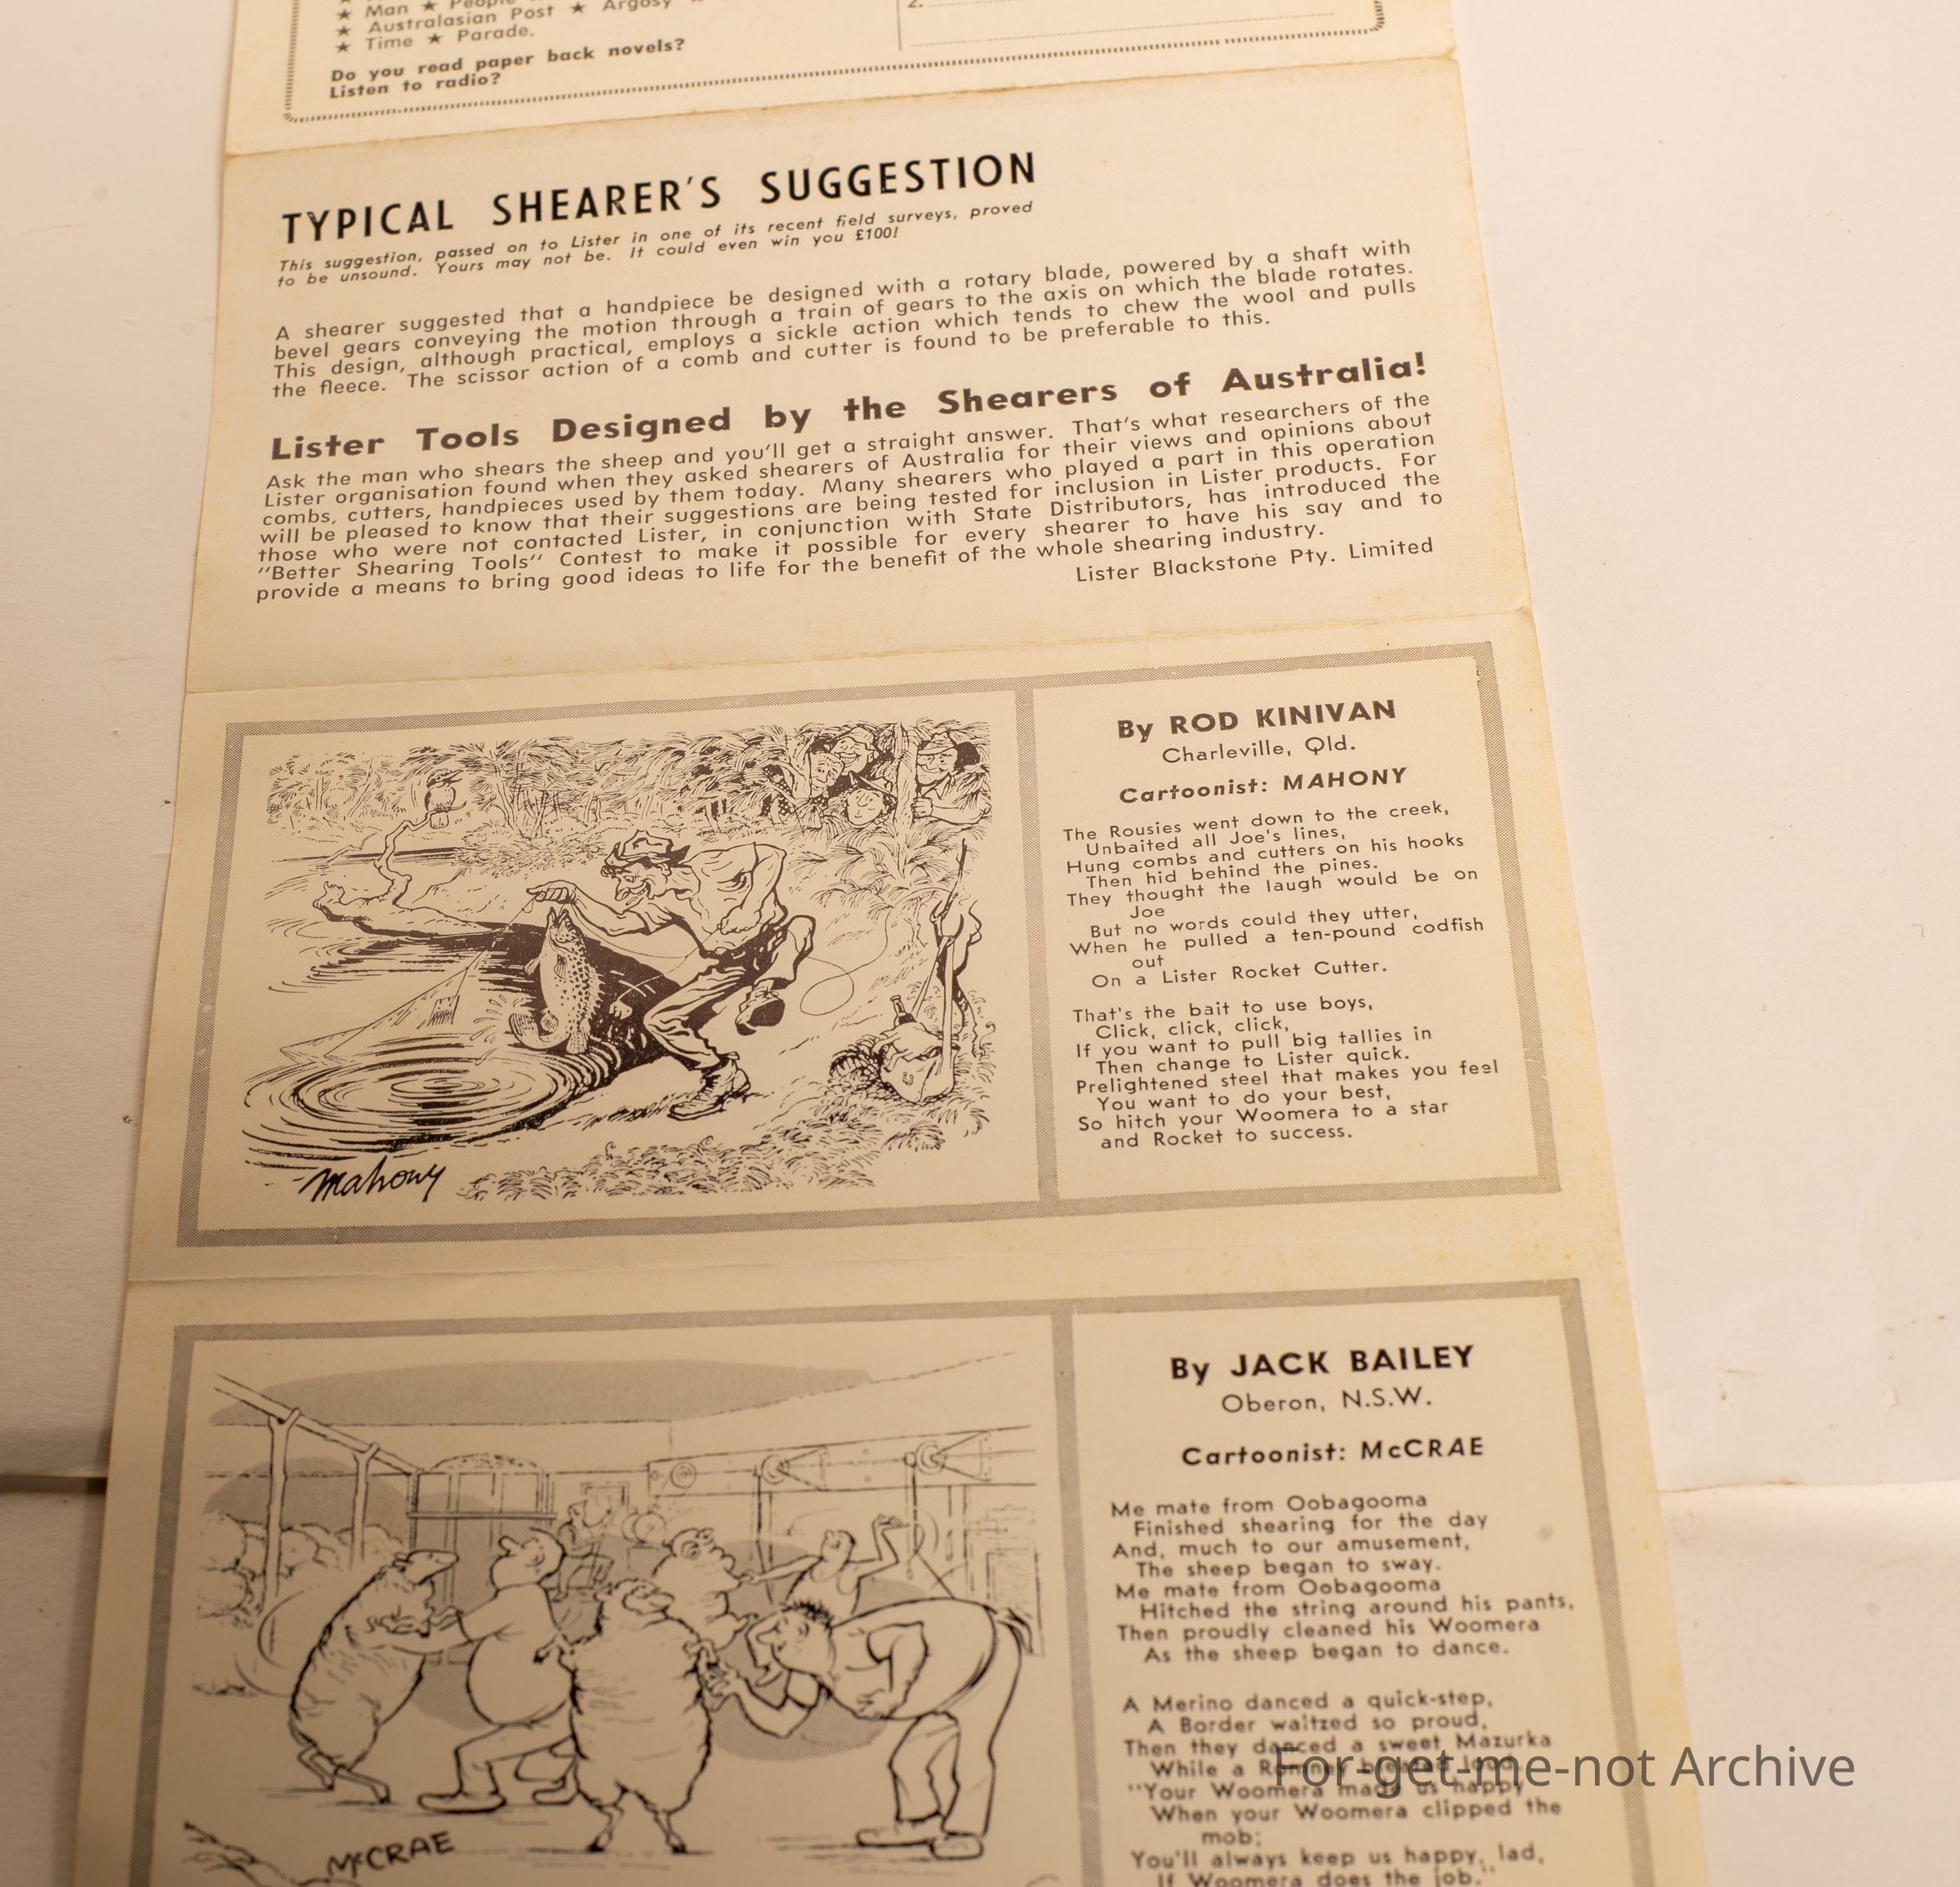 ★ Man ★ People
★ Australasian Post ★ Argosy ★
★ Time ★ Parade.
2.
Do you read paper back novels?
Listen to radio?
TYPICAL SHEARER'S SUGGESTION
This suggestion, passed on to Lister in one of its recent field surveys, proved
to be unsound. Yours may not be. It could even win you £100!
A shearer suggested that a handpiece be designed with a rotary blade, powered by a shaft with
bevel gears conveying the motion through a train of gears to the axis on which the blade rotates.
This design, although practical, employs a sickle action which tends to chew the wool and pulls
the fleece. The scissor action of a comb and cutter is found to be preferable to this.
Lister Tools Designed by the Shearers of Australia!
Ask the man who shears the sheep and you'll get a straight answer. That's what researchers of the
Lister organisation found when they asked shearers of Australia for their views and opinions about
combs, cutters, handpieces used by them today. Many shearers who played a part in this operation
will be pleased to know that their suggestions are being tested for inclusion in Lister products. For
those who were not contacted Lister, in conjunction with State Distributors, has introduced the
"Better Shearing Tools" Contest to make it possible for every shearer to have his say and to
provide a means to bring good ideas to life for the benefit of the whole shearing industry.
Lister Blackstone Pty. Limited
Mahony
By ROD KINIVAN
Charleville, Qld.
Cartoonist: MAHONY
The Rousies went down to the creek,
Unbaited all Joe's lines,
Hung combs and cutters on his hooks
Then hid behind the pines.
They thought the laugh would be on
Joe
But no words could they utter,
When he pulled a ten-pound codfish
out
On a Lister Rocket Cutter.
That's the bait to use boys,
Click, click, click,
If you want to pull big tallies in
Then change to Lister quick.
Prelightened steel that makes you feel
You want to do your best,
So hitch your Woomera to a star
and Rocket to success.
McCRAE
By JACK BAILEY
Oberon, N.S.W.
Cartoonist: McCRAE
Me mate from Oobagooma
Finished shearing for the day
And, much to our amusement,
The sheep began to sway.
Me mate from Oobagooma
Hitched the string around his pants,
Then proudly cleaned his Woomera
As the sheep began to dance.
A Merino danced a quick-step,
A Border waltzed so proud,
Then they danced a sweet Mazurka
While a Romney bleated loud,
"Your Woomera made us happy
When your Woomera clipped the
mob;
You'll always keep us happy, lad,
If Woomera does the job."
For-get-me-not Archive